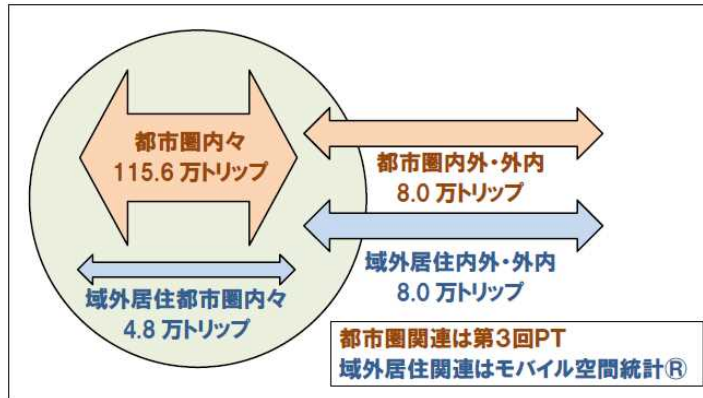 都市圏内々
115.6 万トリップ
都市圏内外・外内
8.0 万トリップ
域外居住内外・外内
8.0 万トリップ
域外居住都市圏内々
4.8 万トリップ
都市圏関連は第3回PT
域外居住関連はモバイル空間統計®